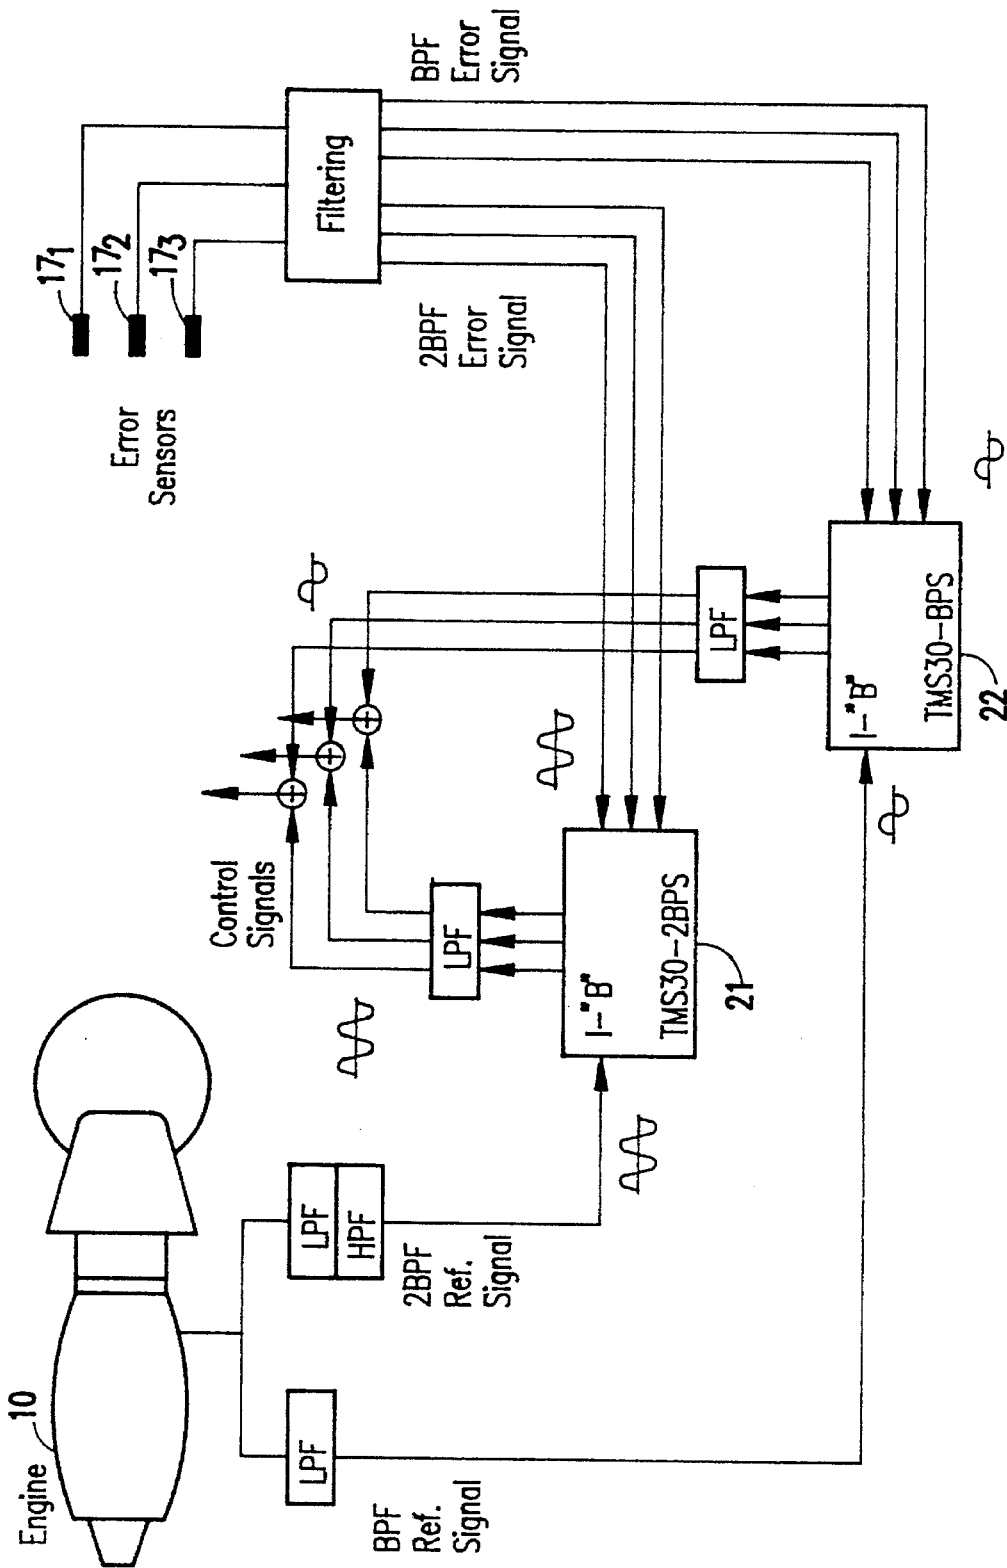 Engine
10
17₁
17₂
17₃
Error
Sensors
LPF
LPF
HPF
Filtering
BPF
Ref.
Signal
2BPF
Ref.
Signal
Control
Signals
2BPF
Error
Signal
BPF
Error
Signal
LPF
LPF
I-"B"
TMS30-2BPS
21
I-"B"
TMS30-BPS
22